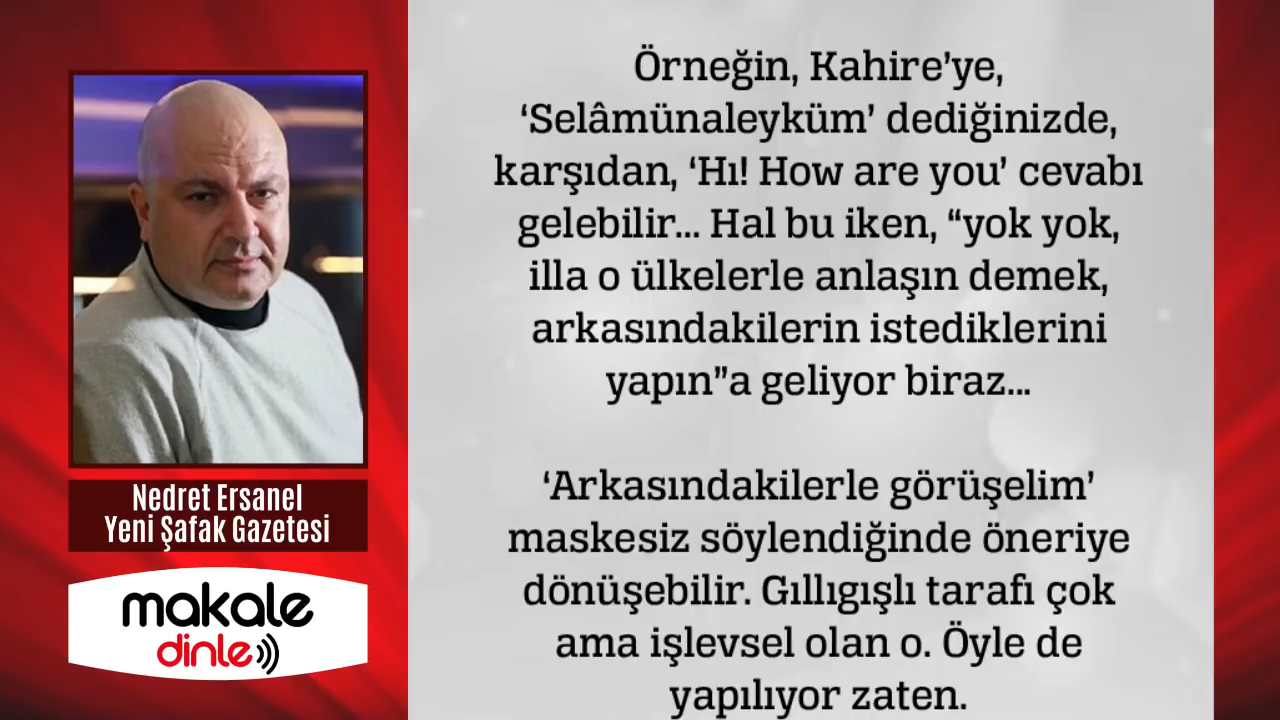 Örneğin, Kahire’ye,
‘Selâmünaleyküm’ dediğinizde,
karşıdan, ‘Hı! How are you’ cevabı
gelebilir... Hal bu iken, “yok yok,
illa o ülkelerle anlaşın demek,
arkasındakilerin istediklerini
yapın”a geliyor biraz...
‘Arkasındakilerle görüşelim’
maskesiz söylendiğinde öneriye
dönüşebilir. Gıllıgışlı tarafı çok
ama işlevsel olan o. Öyle de
yapılıyor zaten.
Nedret Ersanel
Yeni Şafak Gazetesi
makale
dinle